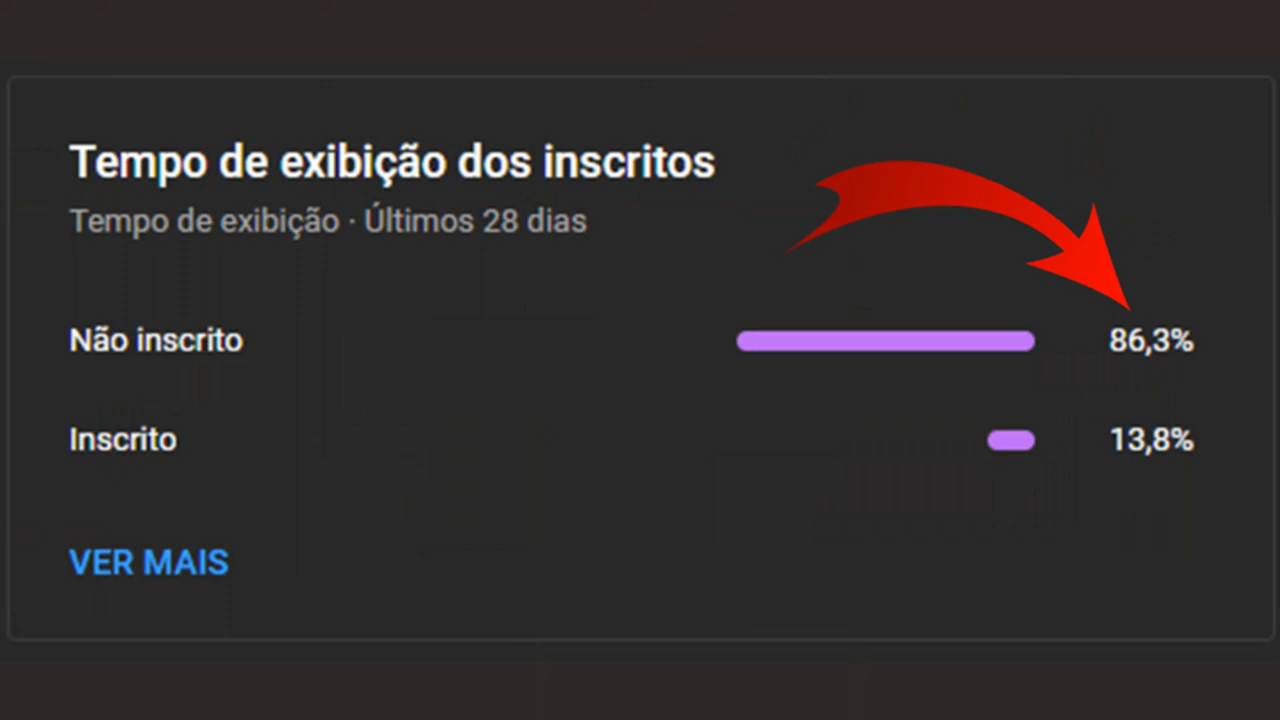 Tempo de exibição dos inscritos
Tempo de exibição · Últimos 28 dias
Não inscrito 86,3%
Inscrito 13,8%
VER MAIS